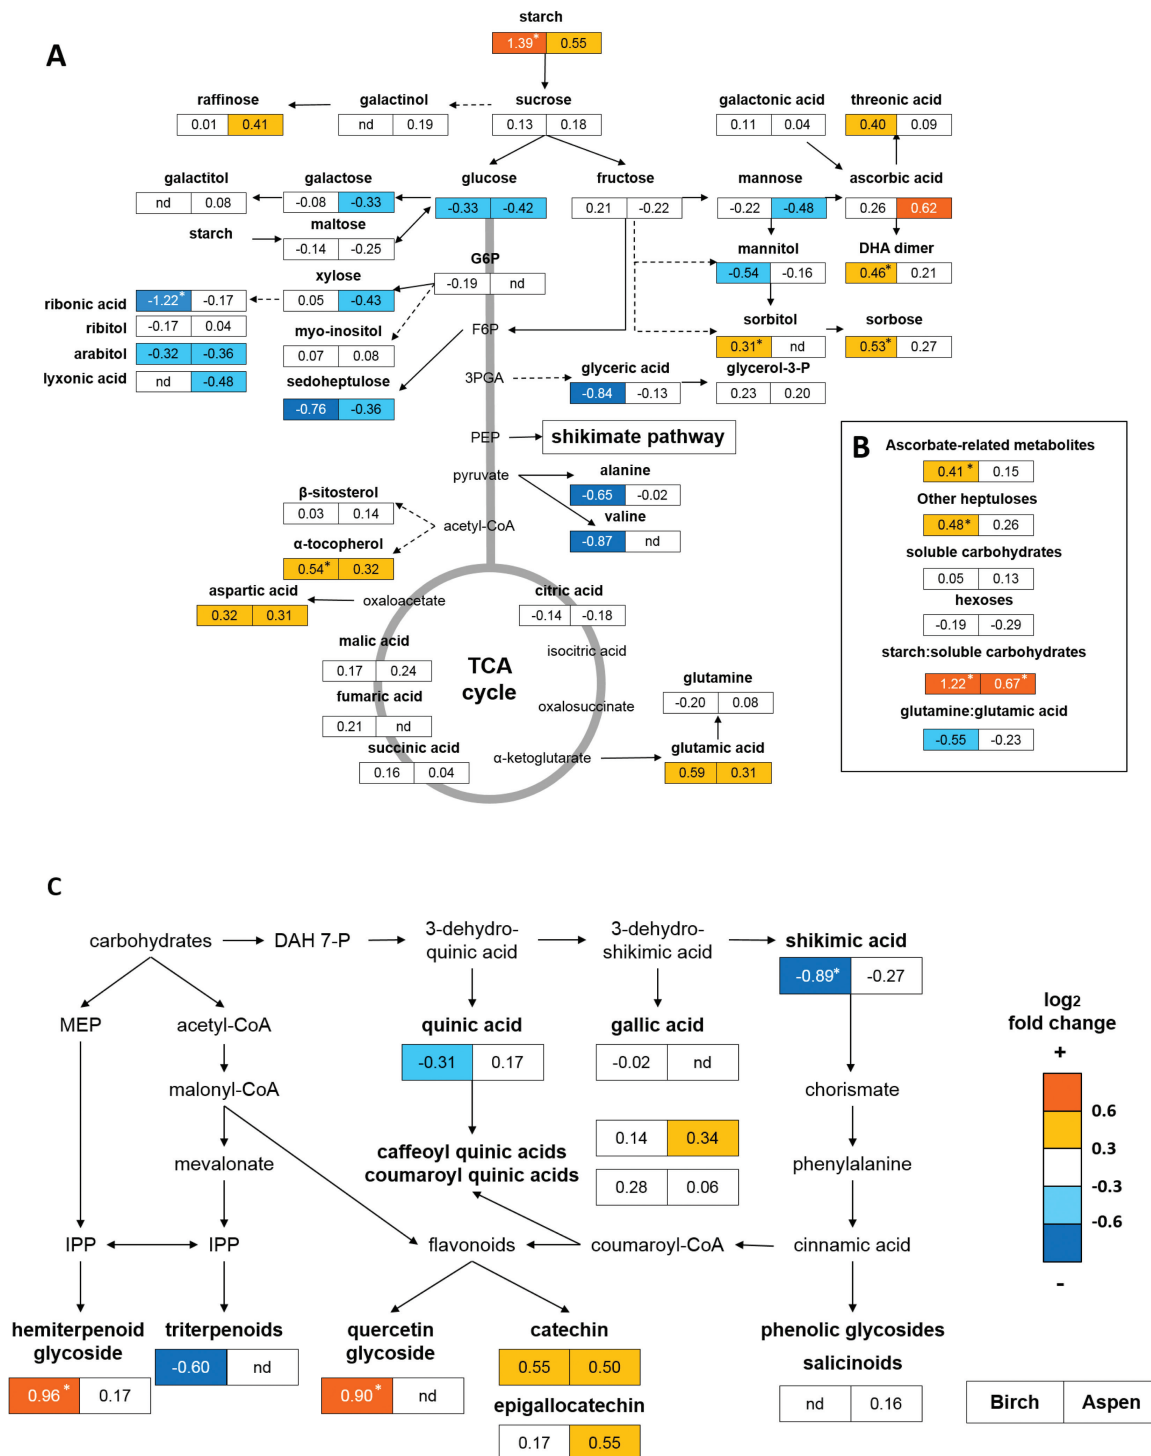 starch
A
1.39* 0.55
raffinose galactinol sucrose galactonic acid threonic acid
0.01 0.41 nd 0.19 0.13 0.18 0.11 0.04 0.40 0.09
galactitol galactose glucose fructose mannose ascorbic acid
nd 0.08 -0.08 -0.33 -0.33 -0.42 0.21 -0.22 -0.22 -0.48 0.26 0.62
starch maltose
-0.14 -0.25
mannitol DHA dimer
-0.54 -0.16 0.46* 0.21
G6P
-0.19 nd
xylose
ribonic acid -1.22* -0.17 0.05 -0.43
ribitol -0.17 0.04
myo-inositol F6P sorbitol sorbose
0.07 0.08 0.31* nd 0.53* 0.27
arabitol -0.32 -0.36
lyxonic acid nd -0.48
sedoheptulose 3PGA glyceric acid glycerol-3-P
-0.76 -0.36 -0.84 -0.13 0.23 0.20
PEP shikimate pathway
pyruvate alanine
-0.65 -0.02
valine
-0.87 nd
β-sitosterol
0.03 0.14
acetyl-CoA
α-tocopherol
0.54* 0.32
aspartic acid oxaloacetate citric acid
0.32 0.31 -0.14 -0.18
malic acid isocitric acid
0.17 0.24
TCA
cycle
fumaric acid oxalosuccinate glutamine
0.21 nd -0.20 0.08
succinic acid α-ketoglutarate glutamic acid
0.16 0.04 0.59 0.31
B
Ascorbate-related metabolites
0.41 * 0.15
Other heptuloses
0.48* 0.26
soluble carbohydrates
0.05 0.13
hexoses
-0.19 -0.29
starch:soluble carbohydrates
1.22* 0.67*
glutamine:glutamic acid
-0.55 -0.23
C
carbohydrates DAH 7-P 3-dehydro-
quinic acid 3-dehydro-
shikimic acid shikimic acid
-0.89* -0.27
MEP acetyl-CoA quinic acid gallic acid
-0.31 0.17 -0.02 nd
malonyl-CoA chorismate
caffeoyl quinic acids 0.14 0.34
coumaroyl quinic acids 0.28 0.06
mevalonate phenylalanine
IPP IPP flavonoids coumaroyl-CoA cinnamic acid
hemiterpenoid
glycoside
0.96* 0.17
triterpenoids
-0.60 nd
quercetin
glycoside
0.90* nd
catechin
0.55 0.50
epigallocatechin
0.17 0.55
phenolic glycosides
salicinoids
nd 0.16
log2
fold change
+
0.6
0.3
-0.3
-0.6
-
Birch Aspen